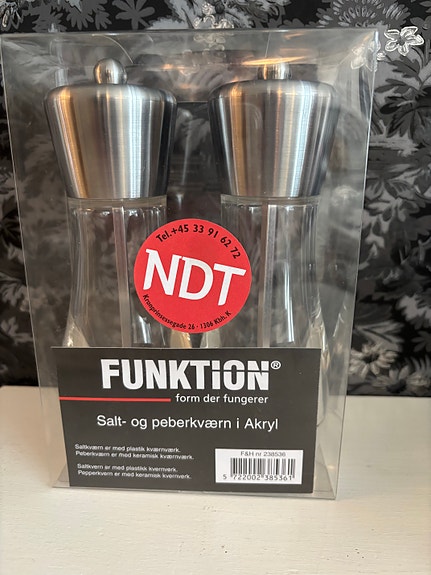 Tel.+45 33 91 62 72
NDT
Kronprinsessegade 26 - 1306 Kbh. K
FUNKTION®
form der fungerer
Salt- og peberkværn i Akryl
Saltkværn er med plastik kværnværk.
Peberkværn er med keramisk kværnværk.
Saltkvern er med plastikk kvernverk.
Pepperkvern er med keramisk kvernverk.
F&H nr 238536
5 722002 385361